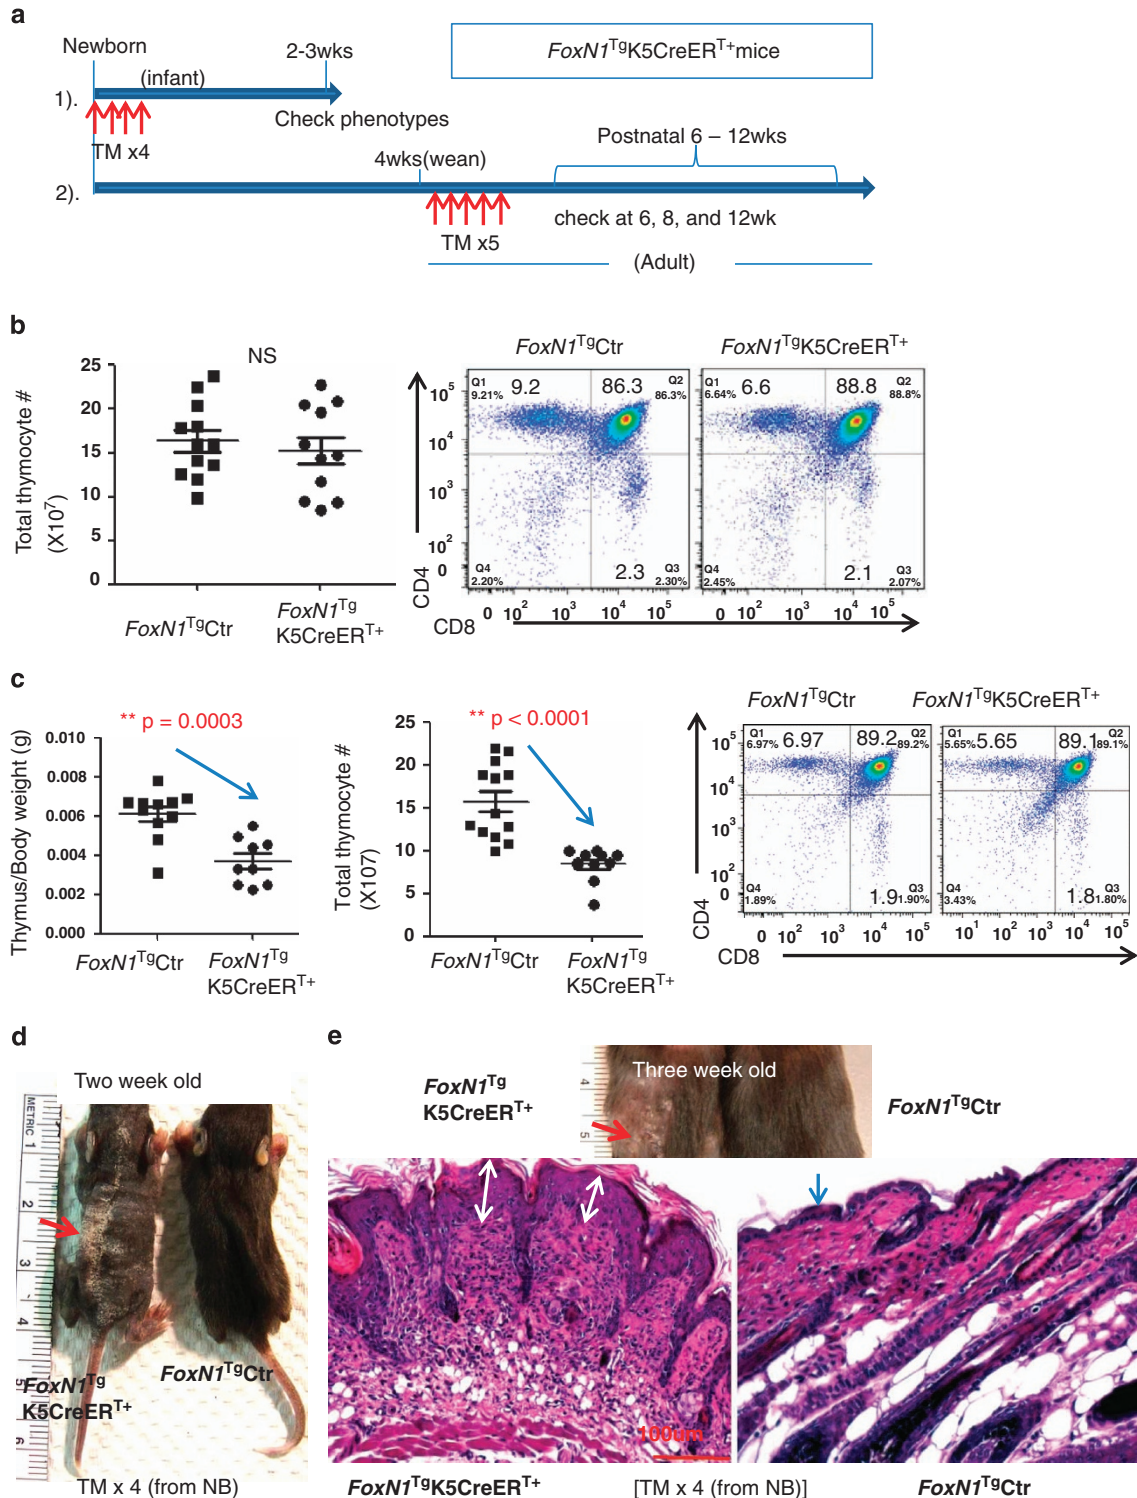 a
Newborn
2-3wks
FoxN1TgK5CreERT+mice
(infant)
1).
Check phenotypes
TM x4
Postnatal 6 – 12wks
4wks(wean)
2).
TM x5
check at 6, 8, and 12wk
(Adult)
b
NS
Total thymocyte #
(X107)
25
20
15
10
5
0
FoxN1TgCtr
FoxN1Tg
K5CreERT+
FoxN1TgCtr
FoxN1TgK5CreERT+
Q1
9.21%
9.2
86.3
Q2
86.3%
Q4
2.20%
2.3
Q3
2.30%
Q1
6.64%
6.6
88.8
Q2
88.8%
Q4
2.45%
2.1
Q3
2.07%
CD4
105
104
103
102
0
0 102 103 104 105
0 102 103 104 105
CD8
c
** p = 0.0003
Thymus/Body weight (g)
0.010
0.008
0.006
0.004
0.002
0.000
FoxN1TgCtr
FoxN1Tg
K5CreERT+
** p < 0.0001
Total thymocyte #
(X107)
25
20
15
10
5
0
FoxN1TgCtr
FoxN1Tg
K5CreERT+
FoxN1TgCtr
FoxN1TgK5CreERT+
Q1
6.97%
6.97
89.2
Q2
89.2%
Q4
1.89%
1.9
Q3
1.90%
Q1
5.65%
5.65
89.1
Q2
89.1%
Q4
3.43%
1.8
Q3
1.80%
CD4
105
104
103
102
0
0 102 103 104 105
101 102 103 104 105
CD8
d
Two week old
METRIC 1
2
3
4
5
6
FoxN1Tg
K5CreERT+
FoxN1TgCtr
TM x 4 (from NB)
e
Three week old
4
5
FoxN1Tg
K5CreERT+
FoxN1TgCtr
100um
FoxN1TgK5CreERT+
[TM x 4 (from NB)]
FoxN1TgCtr